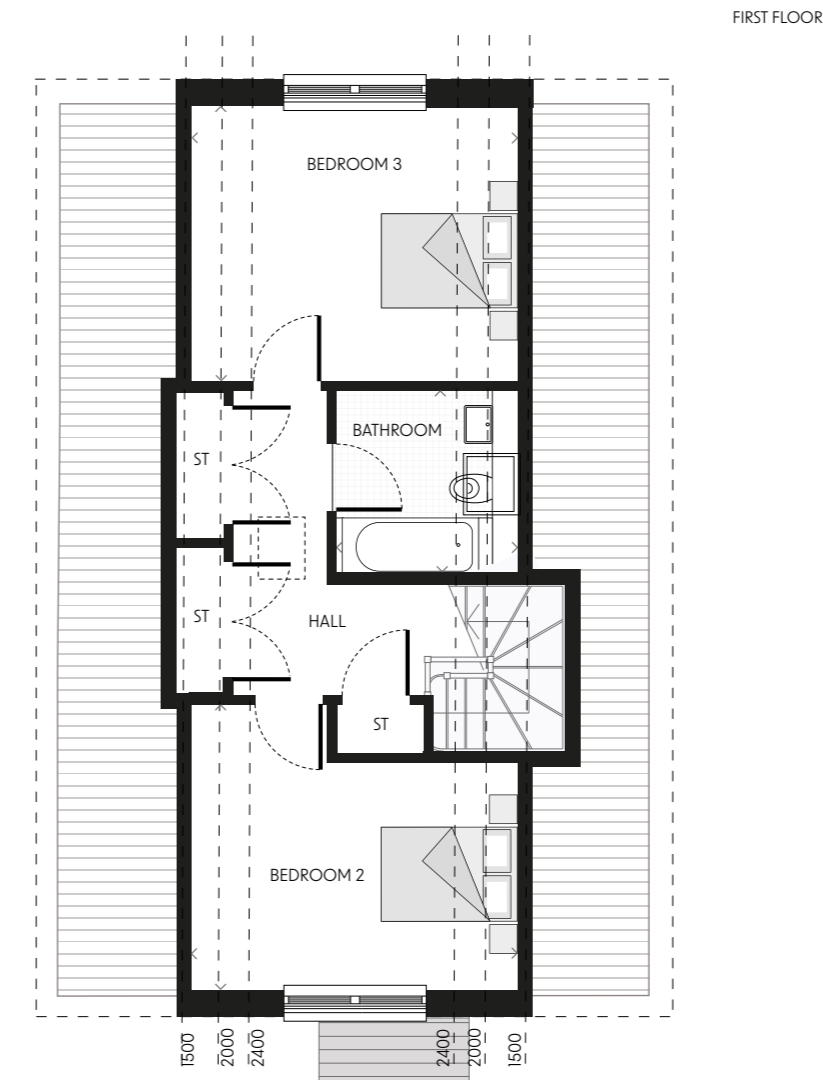 FIRST FLOOR
BEDROOM 3
BATHROOM
ST
ST
HALL
ST
BEDROOM 2
1500
2000
2400
2400
2000
1500